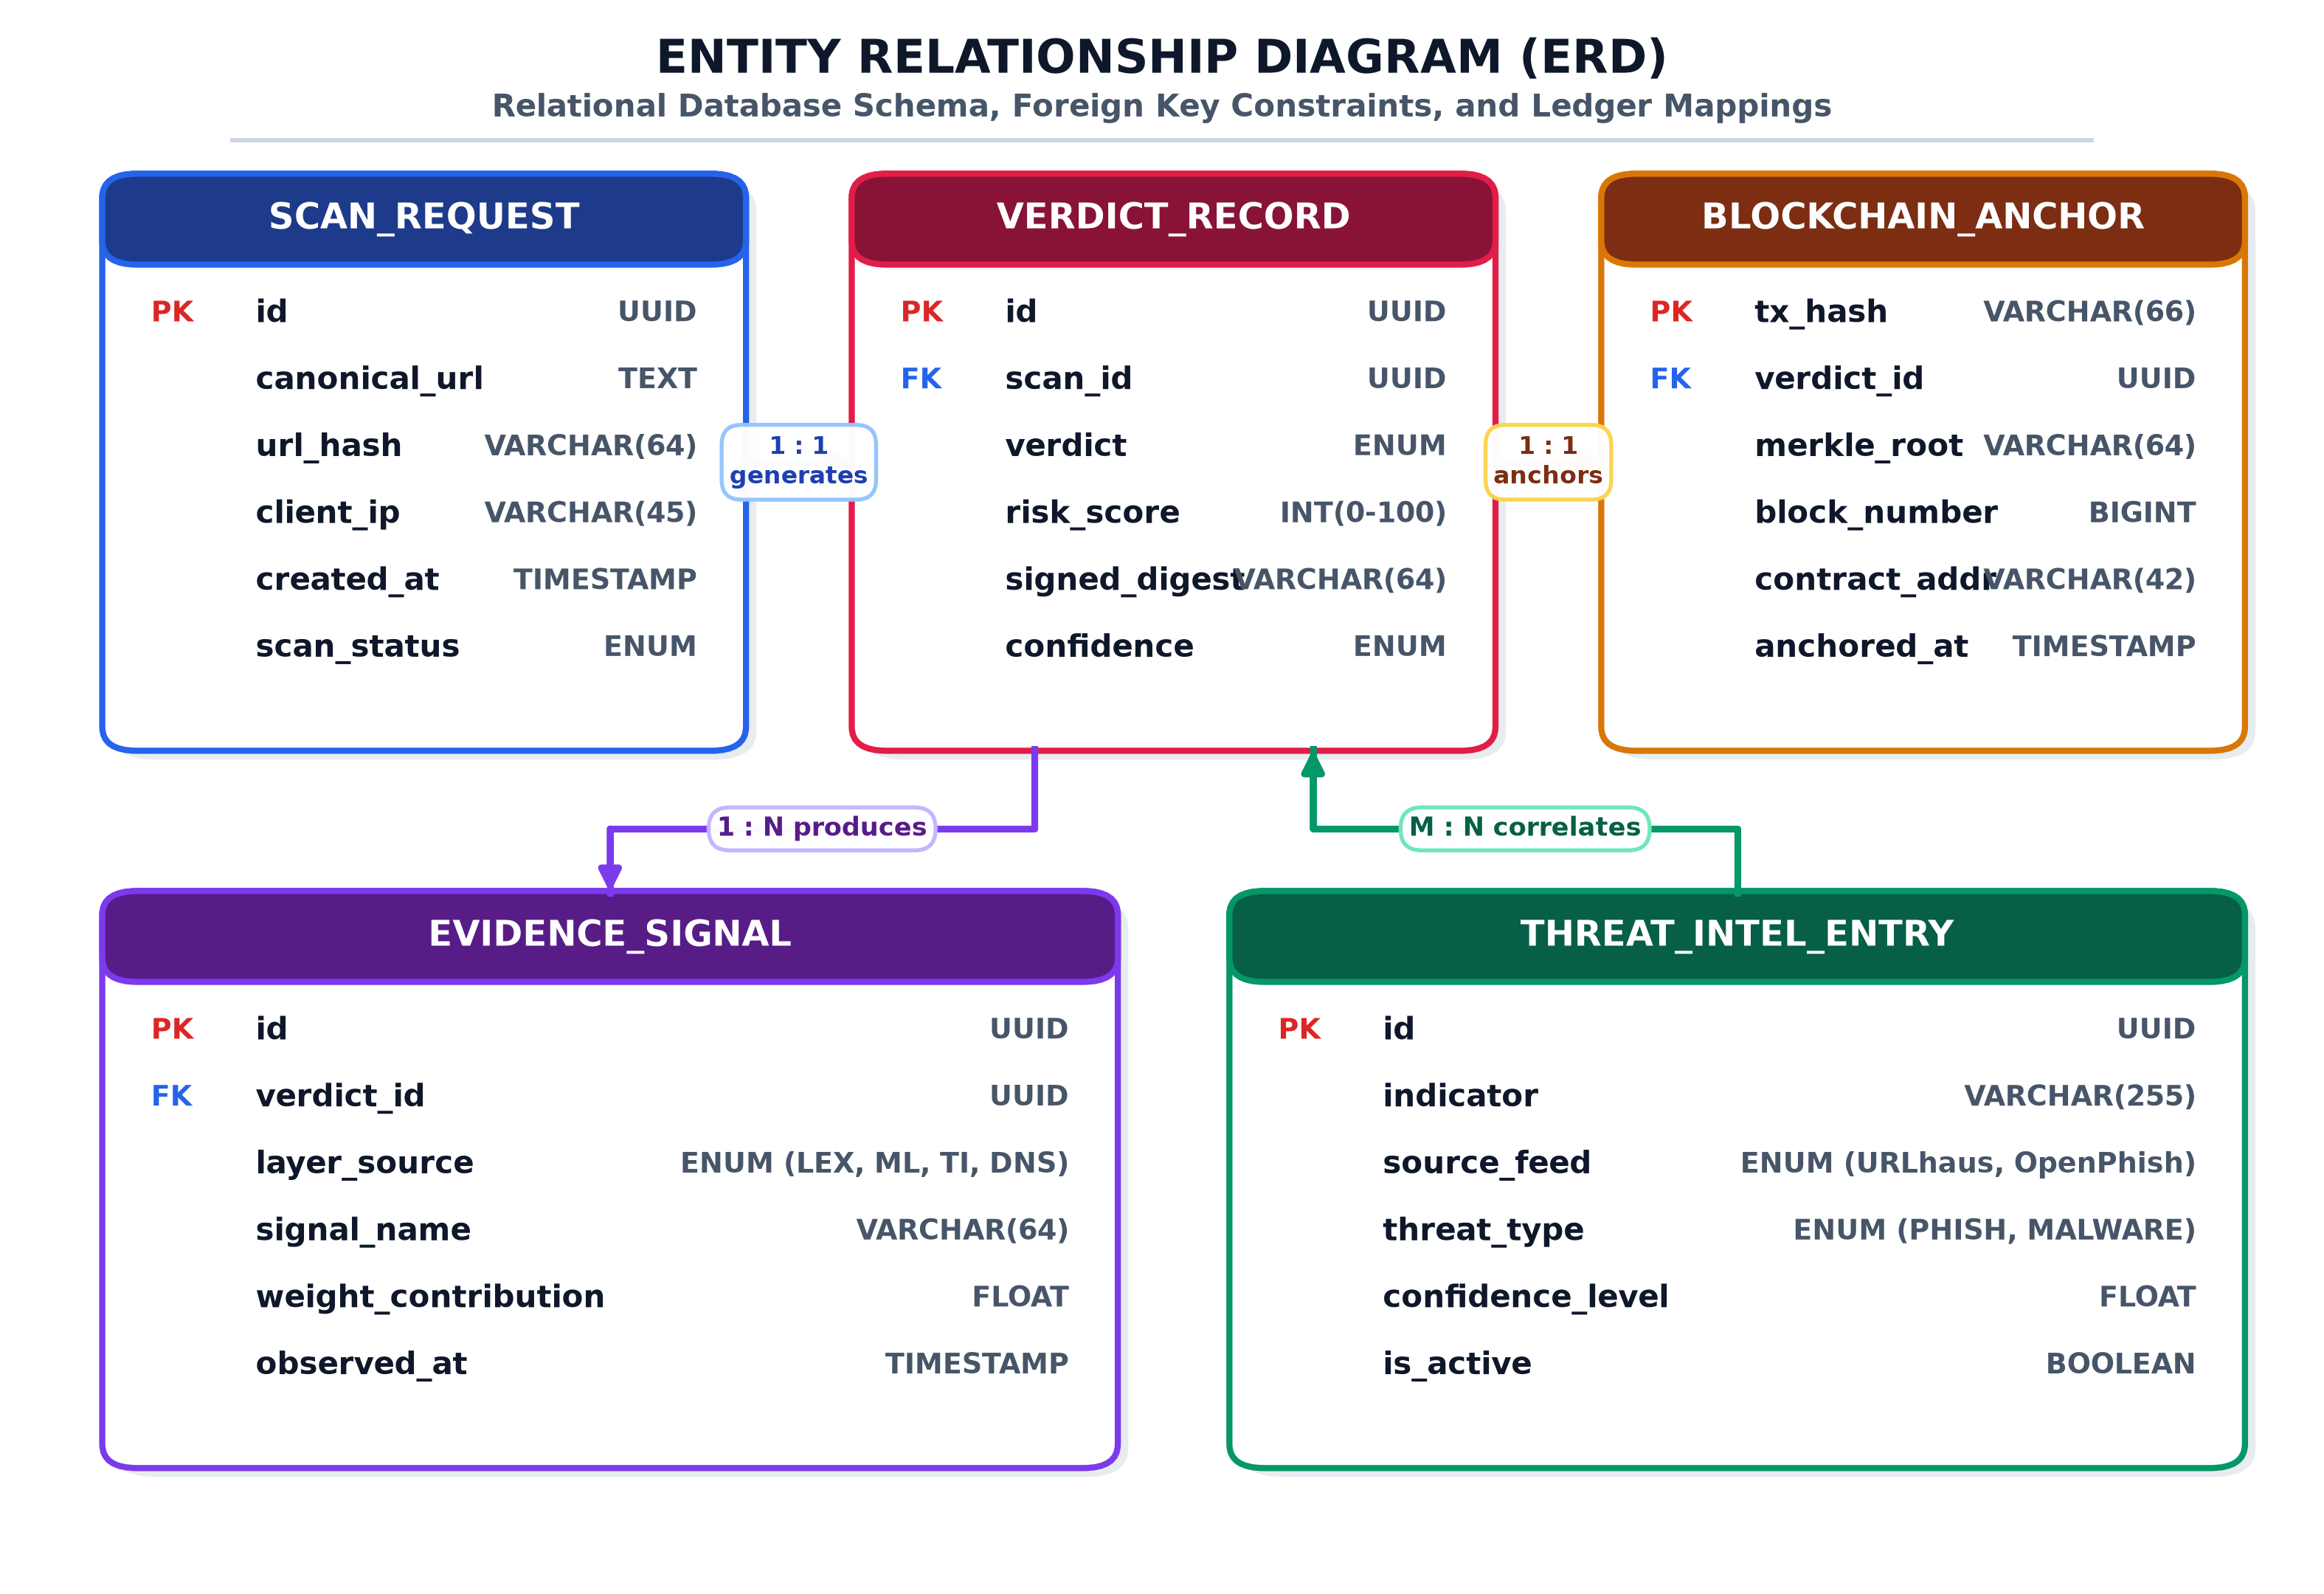 ENTITY RELATIONSHIP DIAGRAM (ERD)
Relational Database Schema, Foreign Key Constraints, and Ledger Mappings
SCAN_REQUEST
PK id UUID
canonical_url TEXT
url_hash VARCHAR(64)
client_ip VARCHAR(45)
created_at TIMESTAMP
scan_status ENUM
1 : 1
generates
VERDICT_RECORD
PK id UUID
FK scan_id UUID
verdict ENUM
risk_score INT(0-100)
signed_digest VARCHAR(64)
confidence ENUM
1 : 1
anchors
BLOCKCHAIN_ANCHOR
PK tx_hash VARCHAR(66)
FK verdict_id UUID
merkle_root VARCHAR(64)
block_number BIGINT
contract_addr VARCHAR(42)
anchored_at TIMESTAMP
1 : N produces
M : N correlates
EVIDENCE_SIGNAL
PK id UUID
FK verdict_id UUID
layer_source ENUM (LEX, ML, TI, DNS)
signal_name VARCHAR(64)
weight_contribution FLOAT
observed_at TIMESTAMP
THREAT_INTEL_ENTRY
PK id UUID
indicator VARCHAR(255)
source_feed ENUM (URLhaus, OpenPhish)
threat_type ENUM (PHISH, MALWARE)
confidence_level FLOAT
is_active BOOLEAN